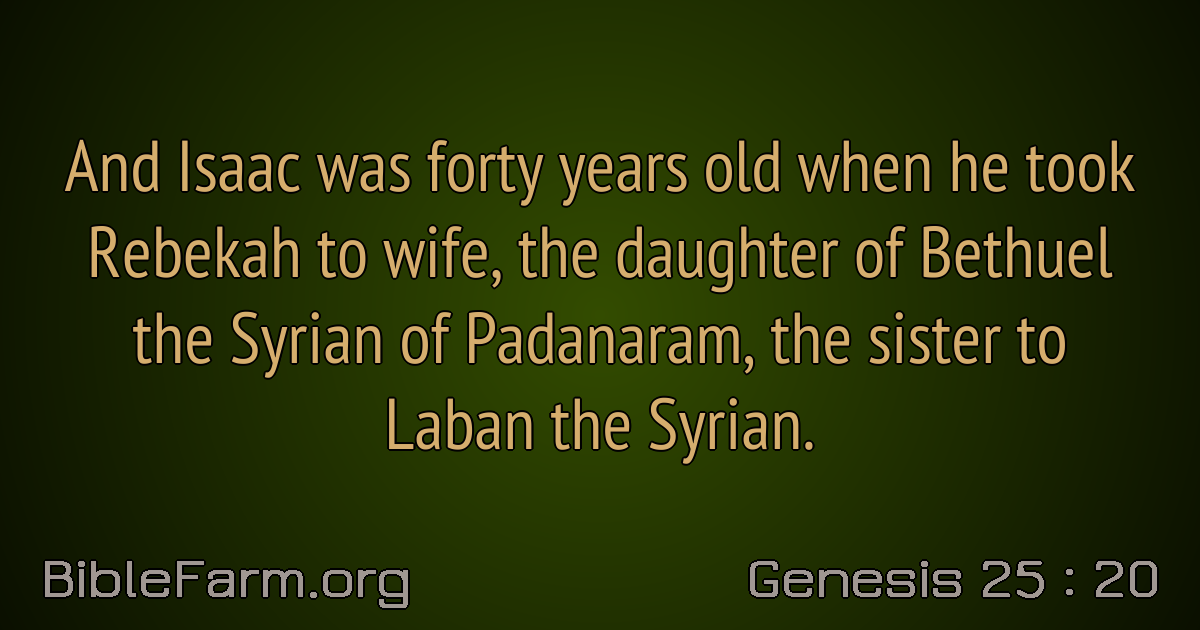 And Isaac was forty years old when he took
Rebekah to wife, the daughter of Bethuel
the Syrian of Padanaram, the sister to
Laban the Syrian.
BibleFarm.org
Genesis 25 : 20